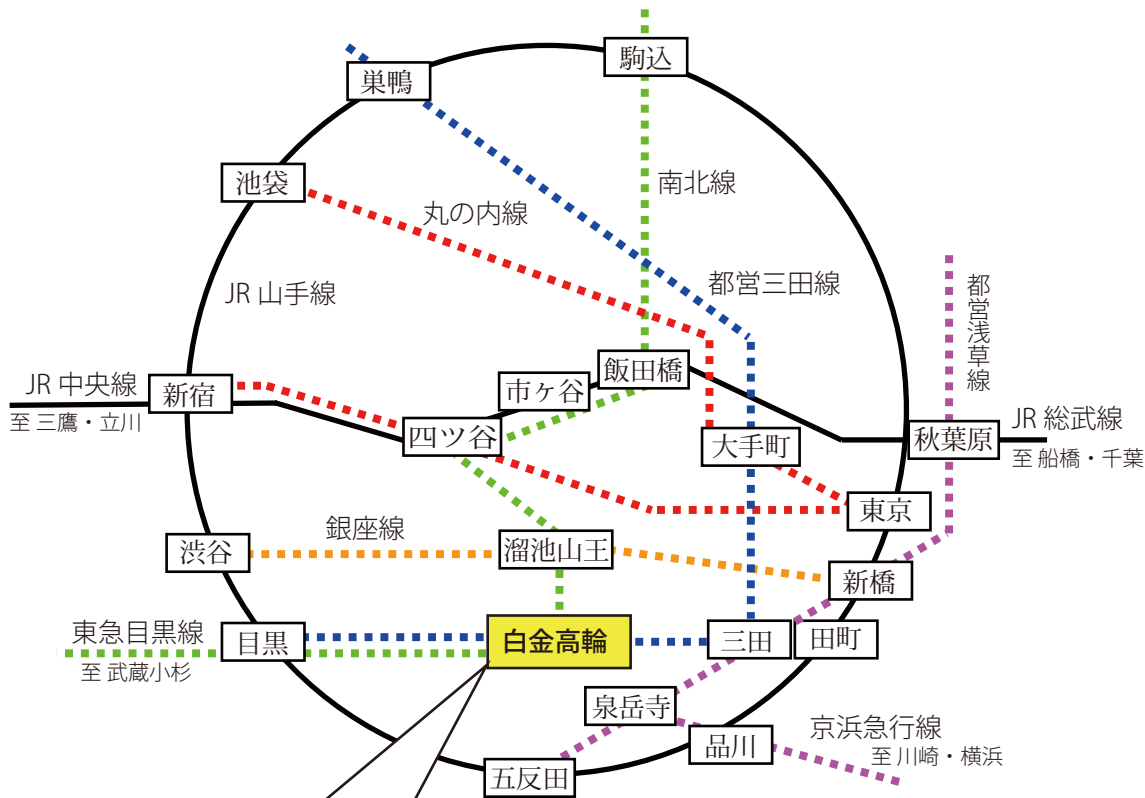 駒込
巣鴨
池袋
南北線
丸の内線
都営三田線
JR 山手線
都営浅草線
飯田橋
市ヶ谷
JR 中央線
至 三鷹・立川
新宿
四ツ谷
大手町
秋葉原
JR 総武線
至 船橋・千葉
東京
銀座線
渋谷
溜池山王
新橋
東急目黒線
至 武蔵小杉
目黒
白金高輪
三田
田町
泉岳寺
品川
京浜急行線
至 川崎・横浜
五反田